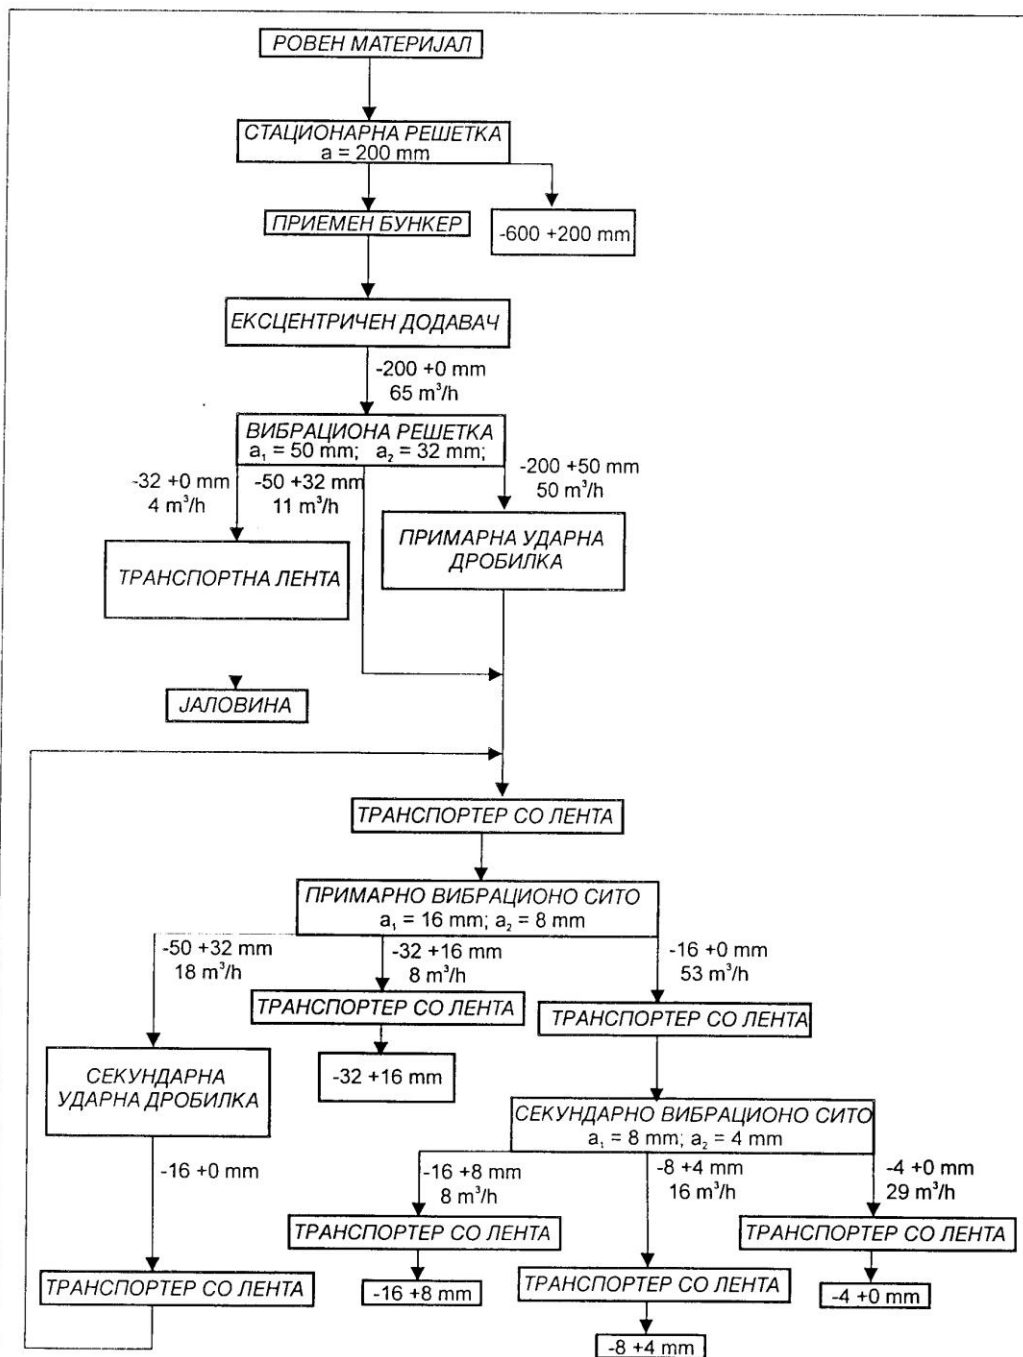 РОВЕН МАТЕРИЈАЛ
СТАЦИОНАРНА РЕШЕТКА
a = 200 mm
ПРИЕМЕН БУНКЕР
-600 +200 mm
ЕКСЦЕНТРИЧЕН ДОДАВАЧ
-200 +0 mm
65 m³/h
ВИБРАЦИОНА РЕШЕТКА
a₁ = 50 mm; a₂ = 32 mm;
-32 +0 mm
4 m³/h
-50 +32 mm
11 m³/h
-200 +50 mm
50 m³/h
ТРАНСПОРТНА ЛЕНТА
ПРИМАРНА УДАРНА
ДРОБИЛКА
ЈАЛОВИНА
ТРАНСПОРТЕР СО ЛЕНТА
ПРИМАРНО ВИБРАЦИОНО СИТО
a₁ = 16 mm; a₂ = 8 mm
-50 +32 mm
18 m³/h
-32 +16 mm
8 m³/h
-16 +0 mm
53 m³/h
ТРАНСПОРТЕР СО ЛЕНТА
ТРАНСПОРТЕР СО ЛЕНТА
СЕКУНДАРНА
УДАРНА ДРОБИЛКА
-32 +16 mm
СЕКУНДАРНО ВИБРАЦИОНО СИТО
a₁ = 8 mm; a₂ = 4 mm
-16 +0 mm
-16 +8 mm
8 m³/h
-8 +4 mm
16 m³/h
-4 +0 mm
29 m³/h
ТРАНСПОРТЕР СО ЛЕНТА
ТРАНСПОРТЕР СО ЛЕНТА
ТРАНСПОРТЕР СО ЛЕНТА
ТРАНСПОРТЕР СО ЛЕНТА
-16 +8 mm
-4 +0 mm
-8 +4 mm